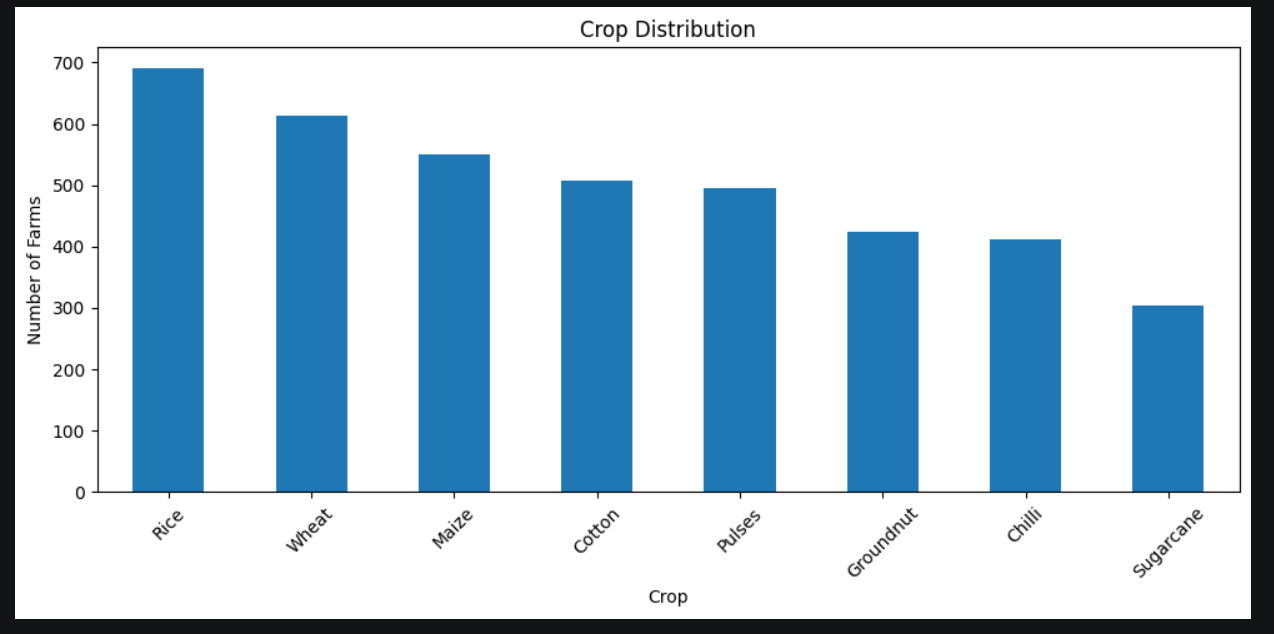 Crop Distribution
700
600
500
400
300
200
100
0
Number of Farms
Rice
Wheat
Maize
Cotton
Pulses
Groundnut
Chilli
Sugarcane
Crop